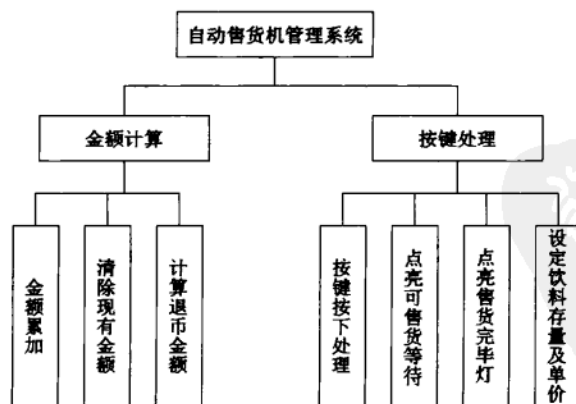 自动售货机管理系统
金额计算
按键处理
金额累加
清除现有金额
计算退币金额
按键按下处理
点亮可售货等待
点亮售货完毕灯
设定饮料存量及单价